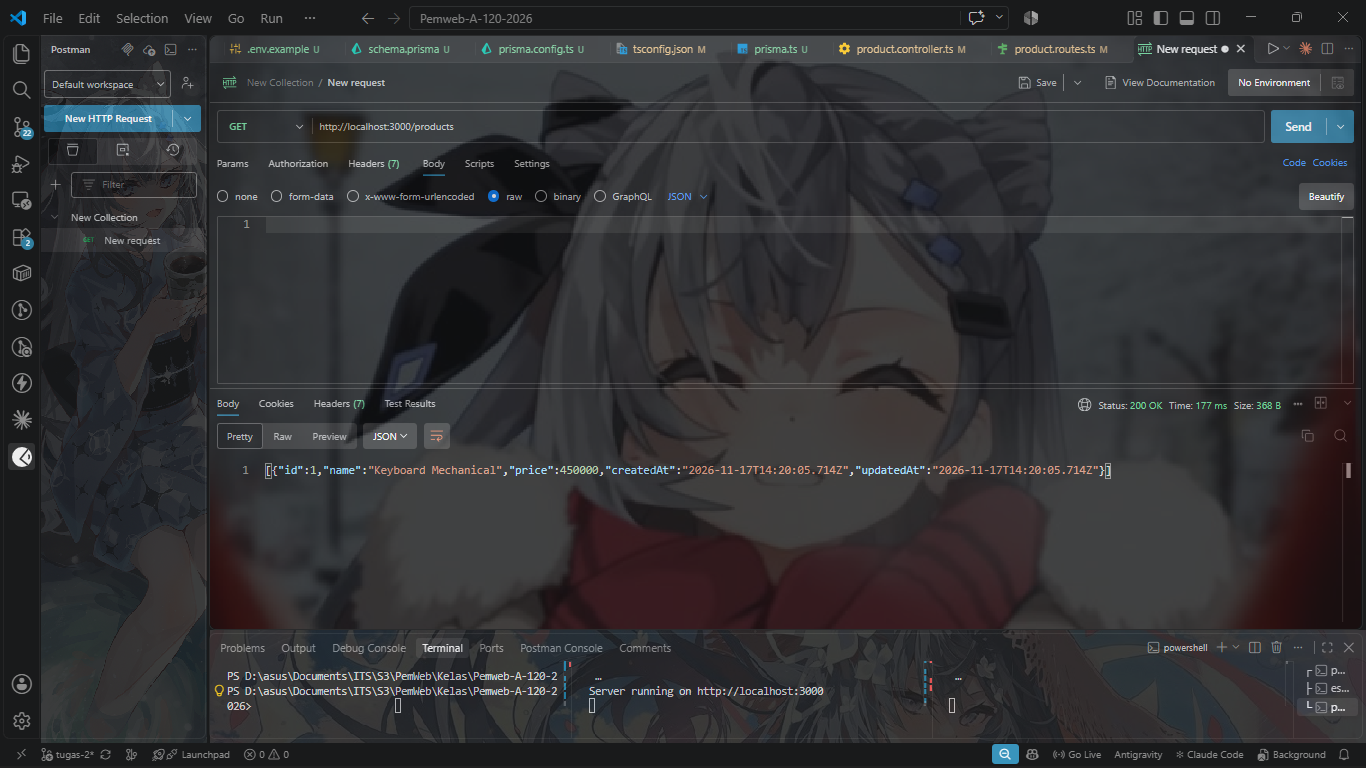 File Edit Selection View Go Run ··· Pemweb-A-120-2026
Postman
.env.example U schema.prisma U prisma.config.ts U tsconfig.json M prisma.ts U product.controller.ts M product.routes.ts M New request
Default workspace
New Collection / New request
Save View Documentation No Environment
New HTTP Request
GET http://localhost:3000/products Send
Params Authorization Headers (7) Body Scripts Settings Code Cookies
Filter
none form-data x-www-form-urlencoded raw binary GraphQL JSON Beautify
New Collection
GET New request
1
Body Cookies Headers (7) Test Results Status: 200 OK Time: 177 ms Size: 368 B
Pretty Raw Preview JSON
1 [{"id":1,"name":"Keyboard Mechanical","price":450000,"createdAt":"2026-11-17T14:20:05.714Z","updatedAt":"2026-11-17T14:20:05.714Z"}]
22
2
Problems Output Debug Console Terminal Ports Postman Console Comments powershell
PS D:\asus\Documents\ITS\S3\PemWeb\Kelas\Pemweb-A-120-2 … …
PS D:\asus\Documents\ITS\S3\PemWeb\Kelas\Pemweb-A-120-2 Server running on http://localhost:3000
026>
p...
es...
p...
tugas-2* Launchpad 0 0 Go Live Antigravity Claude Code Background